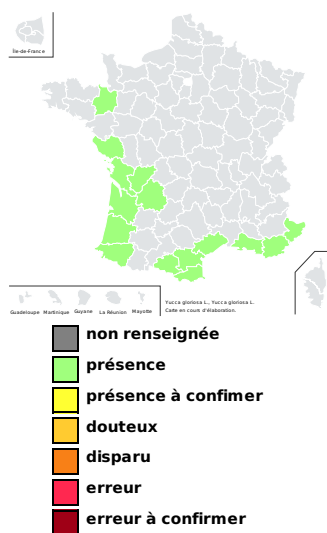 Île-de-France
Guadeloupe Martinique Guyane La Réunion Mayotte
Yucca gloriosa L., Yucca gloriosa L.
Carte en cours d'élaboration.
non renseignée
présence
présence à confimer
douteux
disparu
erreur
erreur à confirmer